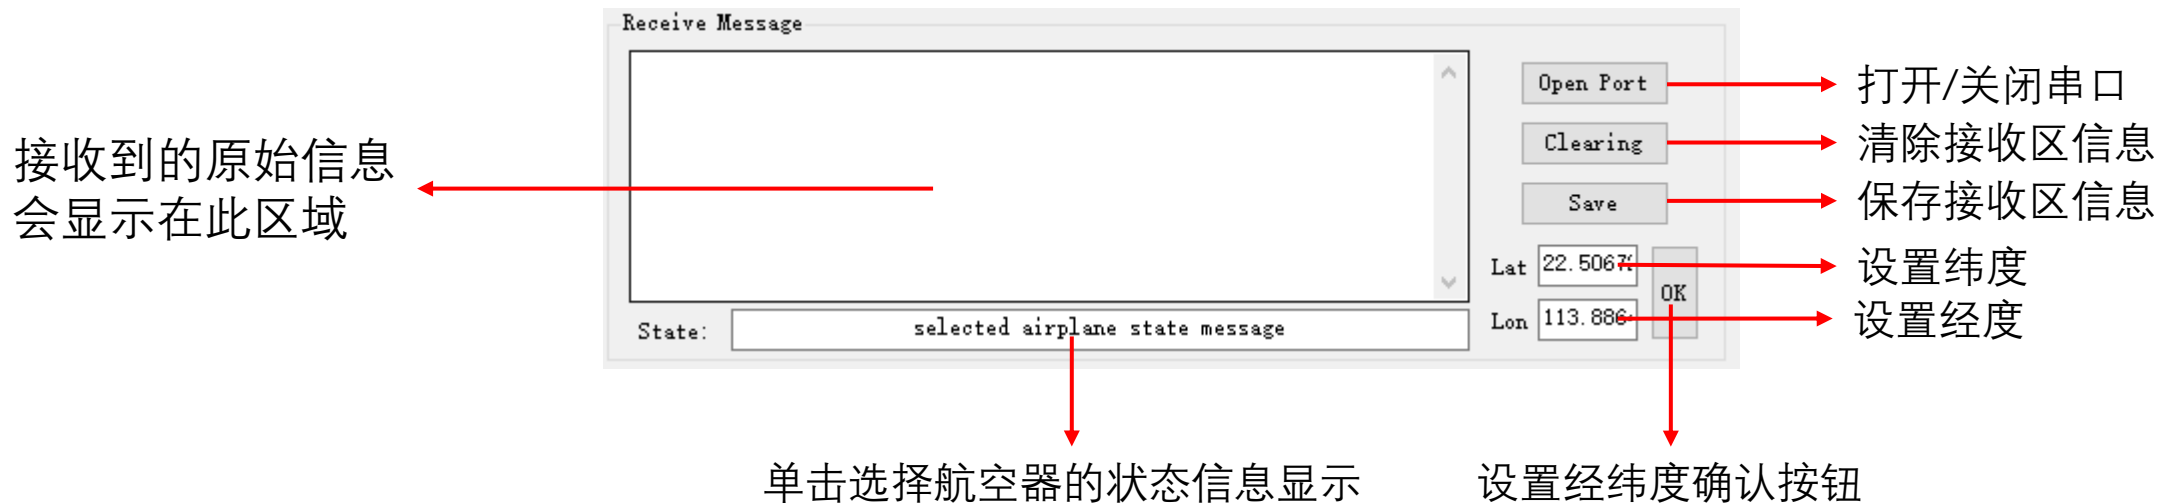 Receive Message
Open Port
打开/关闭串口
Clearing
清除接收区信息
接收到的原始信息
会显示在此区域
Save
保存接收区信息
Lat
22.5067
设置纬度
OK
Lon
113.886
设置经度
State:
selected airplane state message
单击选择航空器的状态信息显示
设置经纬度确认按钮